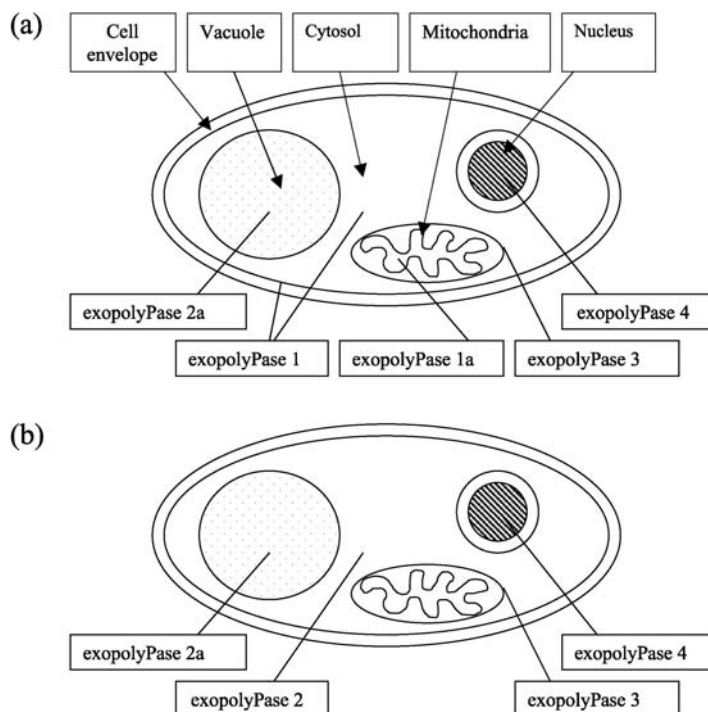 (a)
Cell envelope
Vacuole
Cytosol
Mitochondria
Nucleus
exopolyPase 2a
exopolyPase 4
exopolyPase 1
exopolyPase 1a
exopolyPase 3
(b)
exopolyPase 2a
exopolyPase 4
exopolyPase 2
exopolyPase 3